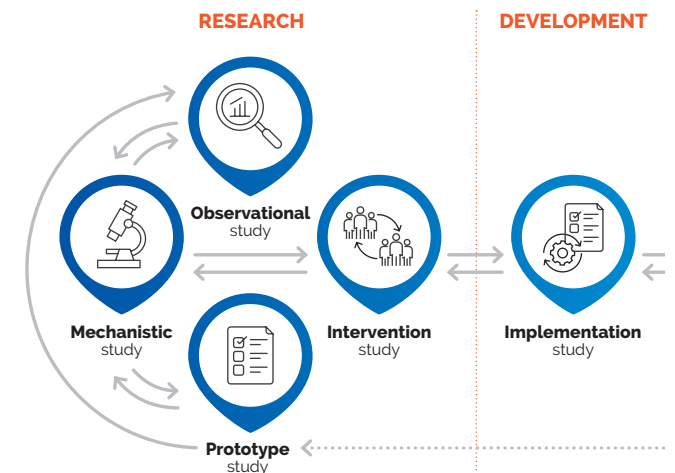 RESEARCH
DEVELOPMENT
Observational
study
Mechanistic
study
Intervention
study
Implementation
study
Prototype
study